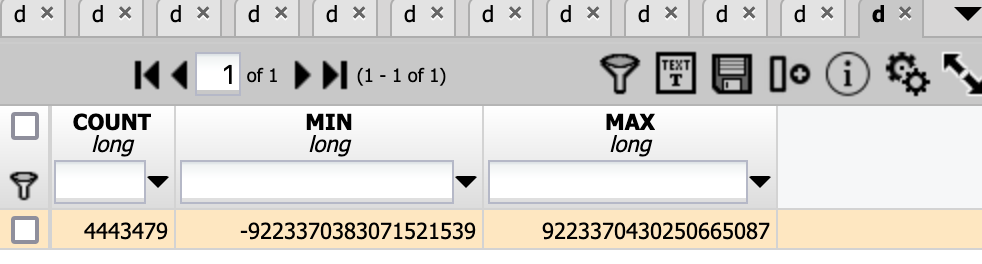 d × d × d × d × d × d × d × d × d × d × d × d ×
1 of 1 (1 - 1 of 1) TEXT T i
COUNT MIN MAX
long long long
4443479 -9223370383071521539 9223370430250665087